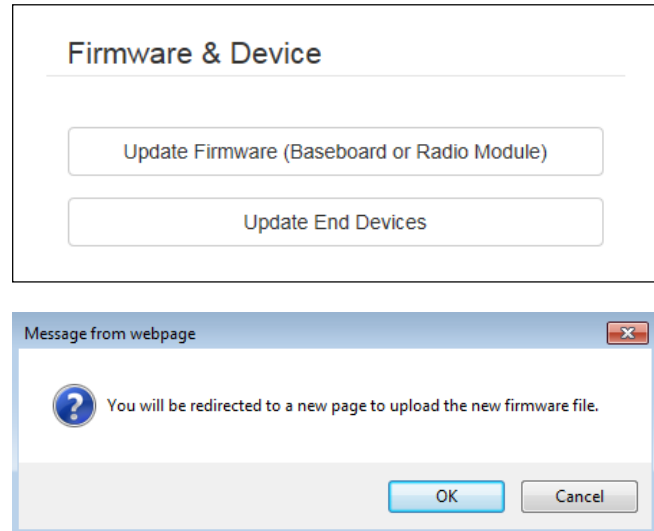 Firmware & Device
Update Firmware (Baseboard or Radio Module)
Update End Devices
Message from webpage
You will be redirected to a new page to upload the new firmware file.
OK
Cancel